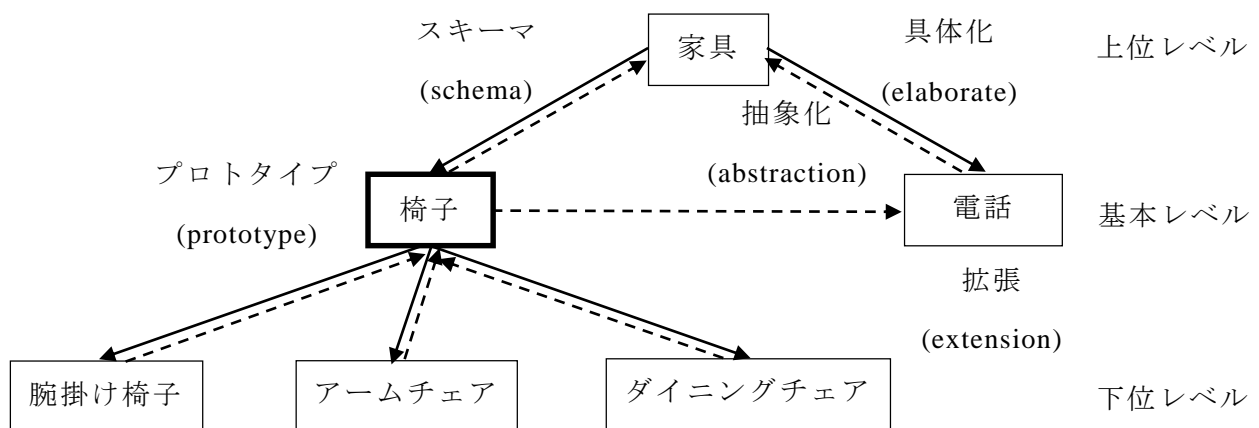 スキーマ
(schema)
家具
具体化
(elaborate)
上位レベル
抽象化
(abstraction)
プロトタイプ
(prototype)
椅子
電話
基本レベル
拡張
(extension)
腕掛け椅子
アームチェア
ダイニングチェア
下位レベル